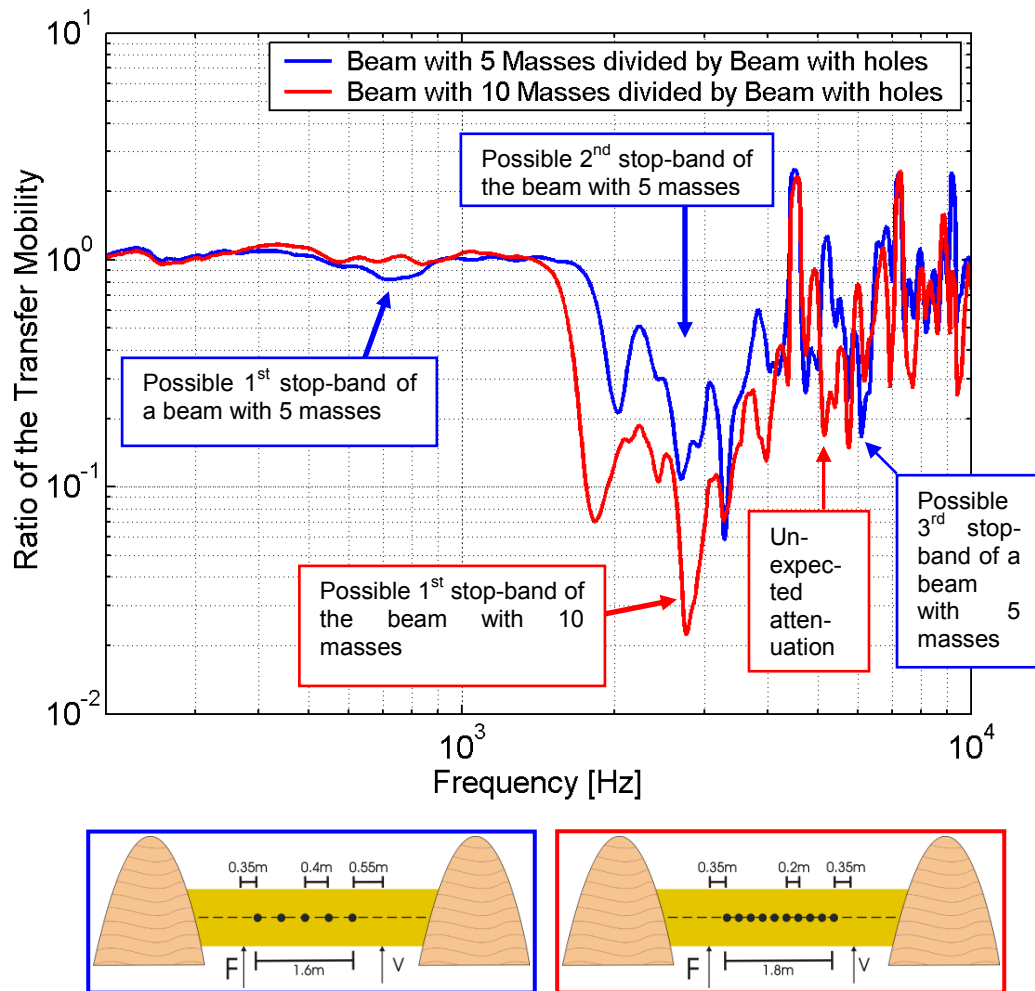 10^1
Beam with 5 Masses divided by Beam with holes
Beam with 10 Masses divided by Beam with holes
Possible 2nd stop-band of
the beam with 5 masses
Ratio of the Transfer Mobility
10^0
Possible 1st stop-band of
a beam with 5 masses
10^-1
Possible 1st stop-band of
the beam with 10
masses
Un-
expec-
ted
atten-
uation
Possible
3rd stop-
band of a
beam
with 5
masses
10^-2
10^3
10^4
Frequency [Hz]
0.35m
0.4m
0.55m
F
1.6m
V
0.35m
0.2m
0.35m
F
1.8m
V